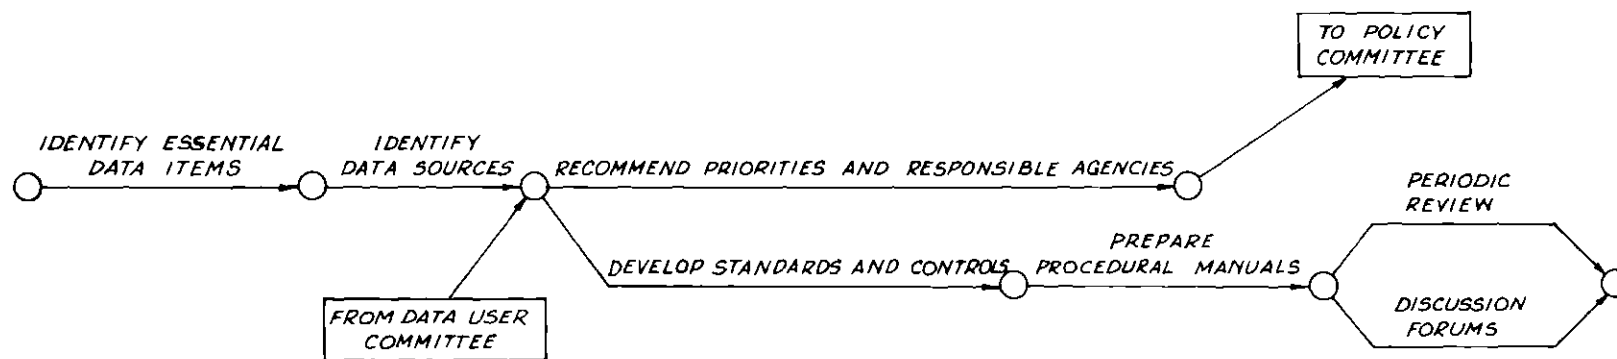 TO POLICY
COMMITTEE
IDENTIFY ESSENTIAL
DATA ITEMS
IDENTIFY
DATA SOURCES
RECOMMEND PRIORITIES AND RESPONSIBLE AGENCIES
PERIODIC
REVIEW
DEVELOP STANDARDS AND CONTROLS
PREPARE
PROCEDURAL MANUALS
DISCUSSION
FORUMS
FROM DATA USER
COMMITTEE